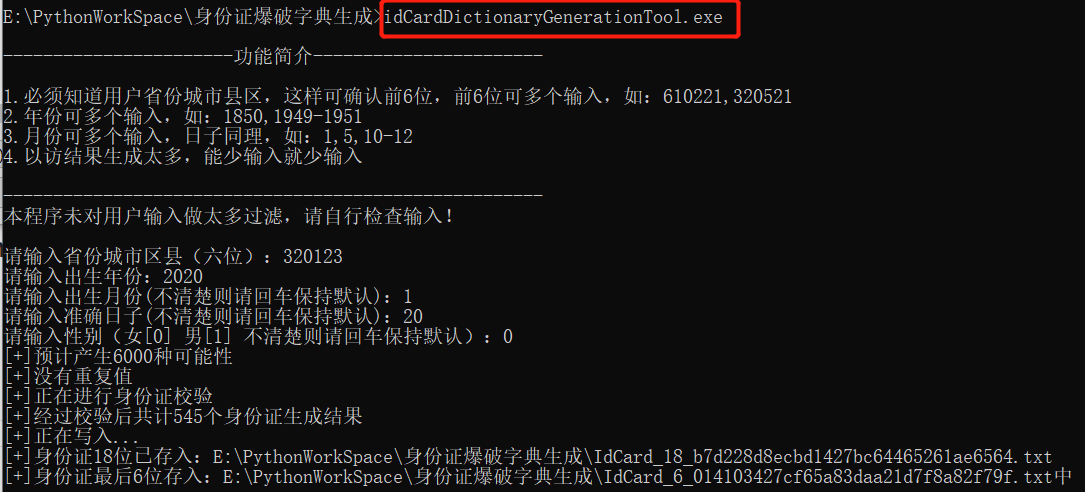 E:\PythonWorkSpace\身份证爆破字典生成>idCardDictionaryGenerationTool.exe
-----------------------功能简介-----------------------
1.必须知道用户省份城市县区，这样可确认前6位，前6位可多个输入，如：610221,320521
2.年份可多个输入，如：1850,1949-1951
3.月份可多个输入，日子同理，如：1,5,10-12
4.以访结果生成太多，能少输入就少输入
------------------------------------------------------
本程序未对用户输入做太多过滤，请自行检查输入！
请输入省份城市区县（六位）：320123
请输入出生年份：2020
请输入出生月份(不清楚则请回车保持默认)：1
请输入准确日子(不清楚则请回车保持默认)：20
请输入性别（女[0] 男[1] 不清楚则请回车保持默认）：0
[+]预计产生6000种可能性
[+]没有重复值
[+]正在进行身份证校验
[+]经过校验后共计545个身份证生成结果
[+]正在写入...
[+]身份证18位已存入：E:\PythonWorkSpace\身份证爆破字典生成\IdCard_18_b7d228d8ecbd1427bc64465261ae6564.txt
[+]身份证最后6位存入：E:\PythonWorkSpace\身份证爆破字典生成\IdCard_6_014103427cf65a83daa21d7f8a82f79f.txt中